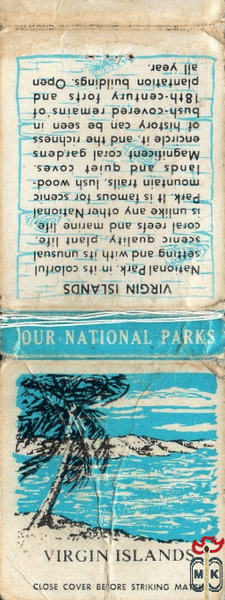 VIRGIN ISLANDS
National Park, in its colorful
setting and with its unusual
scenic quality, plant life,
coral reefs and marine life,
is unlike any other National
Park. It is famous for scenic
mountain trails, lush wood-
lands and quiet coves.
Magnificent coral gardens
encircle it, and the richness
of history can be seen in
bush-covered remains of
18th-century forts and
plantation buildings. Open
all year.
OUR NATIONAL PARKS
VIRGIN ISLANDS
CLOSE COVER BEFORE STRIKING MATCH
MK